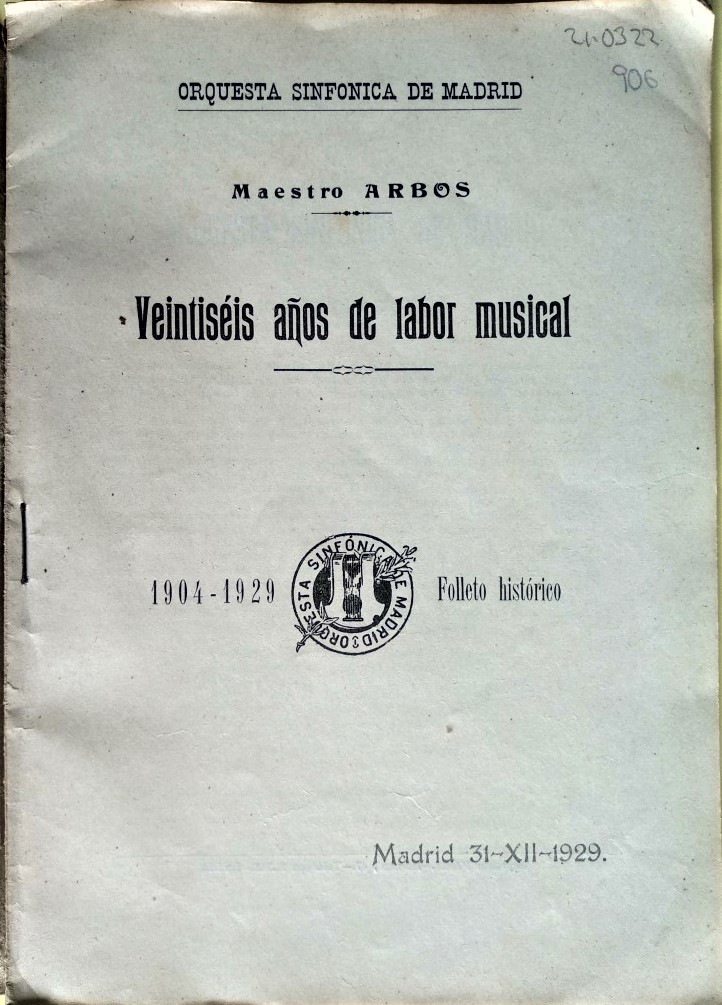 21.0322
906
ORQUESTA SINFONICA DE MADRID
Maestro ARBOS
Veintiséis años de labor musical
1904-1929
ORQUESTA SINFÓNICA DE MADRID
Folleto histórico
Madrid 31-XII-1929.